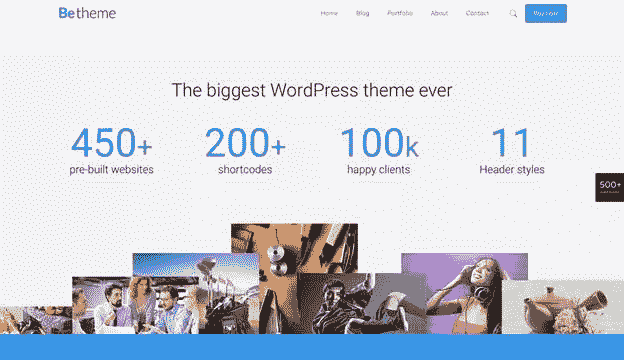 Betheme
Home Blog Portfolio About Contact Buy now
The biggest WordPress theme ever
450+ 200+ 100k 11
pre-built websites shortcodes happy clients Header styles
500+